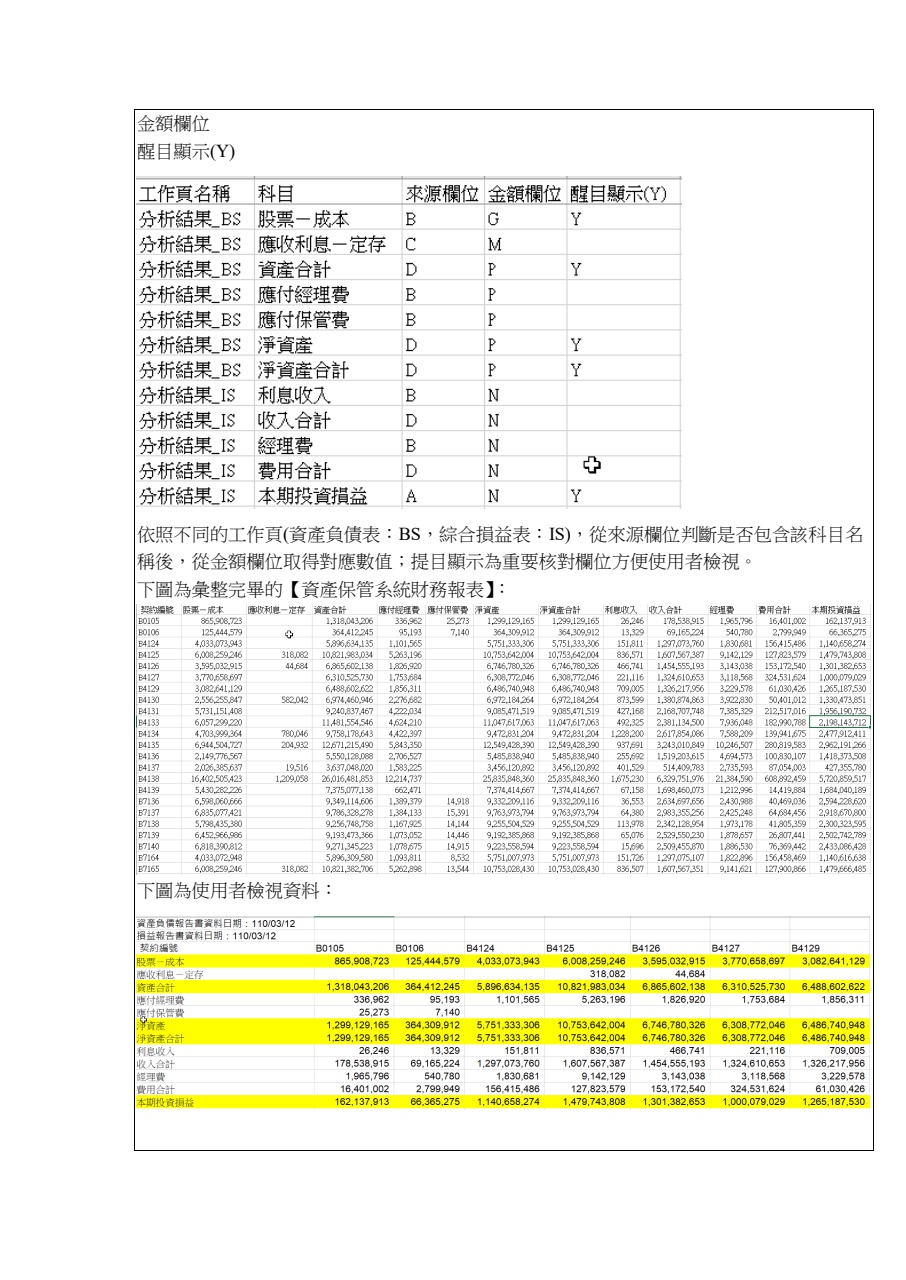 金額欄位
醒目顯示(Y)
工作頁名稱 科目 來源欄位 金額欄位 醒目顯示(Y)
分析結果_BS 股票－成本 B G Y
分析結果_BS 應收利息－定存 C M
分析結果_BS 資產合計 D P Y
分析結果_BS 應付經理費 B P
分析結果_BS 應付保管費 B P
分析結果_BS 淨資產 D P Y
分析結果_BS 淨資產合計 D P Y
分析結果_IS 利息收入 B N
分析結果_IS 收入合計 D N
分析結果_IS 經理費 B N
分析結果_IS 費用合計 D N
分析結果_IS 本期投資損益 A N Y
依照不同的工作頁(資產負債表：BS，綜合損益表：IS)，從來源欄位判斷是否包含該科目名
稱後，從金額欄位取得對應數值；提目顯示為重要核對欄位方便使用者檢視。
下圖為彙整完畢的【資產保管系統財務報表】：
契約編號 股票－成本 應收利息－定存 資產合計 應付經理費 應付保管費 淨資產 淨資產合計 利息收入 收入合計 經理費 費用合計 本期投資損益
B0105 865,908,723 1,318,043,206 336,962 25,273 1,299,129,165 1,299,129,165 26,246 178,538,915 1,965,796 16,401,002 162,137,913
B0106 125,444,579 364,412,245 95,193 7,140 364,309,912 364,309,912 13,329 69,165,224 540,780 2,799,949 66,365,275
B4124 4,033,073,943 5,896,634,135 1,101,565 5,751,333,306 5,751,333,306 151,811 1,297,073,760 1,830,681 156,415,486 1,140,658,274
B4125 6,008,259,246 318,082 10,821,983,034 5,263,196 10,753,642,004 10,753,642,004 836,571 1,607,567,387 9,142,129 127,823,579 1,479,743,808
B4126 3,595,032,915 44,684 6,865,602,138 1,826,920 6,746,780,326 6,746,780,326 466,741 1,454,555,193 3,143,038 153,172,540 1,301,382,653
B4127 3,770,658,697 6,310,525,730 1,753,684 6,308,772,046 6,308,772,046 221,116 1,324,610,653 3,118,568 324,531,624 1,000,079,029
B4129 3,082,641,129 6,488,602,622 1,856,311 6,486,740,948 6,486,740,948 709,005 1,326,217,956 3,229,578 61,030,426 1,265,187,530
B4130 2,556,255,847 582,042 6,974,460,946 2,276,682 6,972,184,264 6,972,184,264 873,599 1,380,874,863 3,922,830 50,401,012 1,330,473,851
B4131 5,731,151,408 9,240,837,467 4,222,034 9,085,471,519 9,085,471,519 427,168 2,168,707,748 7,385,329 212,517,016 1,956,190,732
B4133 6,057,299,220 11,481,554,546 4,624,210 11,047,617,063 11,047,617,063 492,325 2,381,134,500 7,936,048 182,990,788 2,198,143,712
B4134 4,703,999,364 780,046 9,758,178,643 4,422,397 9,472,831,204 9,472,831,204 1,228,200 2,617,854,086 7,588,209 139,941,675 2,477,912,411
B4135 6,944,504,727 204,932 12,671,215,490 5,843,350 12,549,428,390 12,549,428,390 937,691 3,243,010,849 10,246,507 280,819,583 2,962,191,266
B4136 2,149,776,567 5,550,128,088 2,706,527 5,485,838,940 5,485,838,940 255,692 1,519,203,615 4,694,573 100,830,107 1,418,373,508
B4137 2,026,385,637 19,516 3,637,048,020 1,583,225 3,456,120,892 3,456,120,892 401,529 514,409,783 2,735,593 87,054,003 427,355,780
B4138 16,402,505,423 1,209,058 26,016,481,853 12,214,737 25,835,848,360 25,835,848,360 1,675,230 6,329,751,976 21,384,590 608,892,459 5,720,859,517
B4139 5,430,282,226 7,375,077,138 662,471 7,374,414,667 7,374,414,667 67,158 1,698,460,073 1,212,996 14,419,884 1,684,040,189
B7136 6,598,060,666 9,349,114,606 1,389,379 14,918 9,332,209,116 9,332,209,116 36,553 2,634,697,656 2,430,988 40,469,036 2,594,228,620
B7137 6,835,077,421 9,786,328,278 1,384,133 15,391 9,763,973,794 9,763,973,794 64,380 2,983,355,256 2,425,248 64,684,456 2,918,670,800
B7138 5,798,435,380 9,256,748,758 1,167,925 14,144 9,255,504,529 9,255,504,529 113,978 2,342,128,954 1,973,178 41,805,359 2,300,323,595
B7139 6,452,966,986 9,193,473,366 1,073,052 14,446 9,192,385,868 9,192,385,868 65,076 2,529,550,230 1,878,657 26,807,441 2,502,742,789
B7140 6,818,390,812 9,271,345,223 1,078,675 14,915 9,223,558,594 9,223,558,594 15,696 2,509,455,870 1,886,530 76,369,442 2,433,086,428
B7164 4,033,072,948 5,896,309,580 1,093,811 8,532 5,751,007,973 5,751,007,973 151,726 1,297,075,107 1,822,896 156,458,469 1,140,616,638
B7165 6,008,259,246 318,082 10,821,382,706 5,262,898 13,544 10,753,028,430 10,753,028,430 836,507 1,607,567,351 9,141,621 127,900,866 1,479,666,485
下圖為使用者檢視資料：
資產負債報告書資料日期：110/03/12
損益報告書資料日期：110/03/12
契約編號 B0105 B0106 B4124 B4125 B4126 B4127 B4129
股票－成本 865,908,723 125,444,579 4,033,073,943 6,008,259,246 3,595,032,915 3,770,658,697 3,082,641,129
應收利息－定存 318,082 44,684
資產合計 1,318,043,206 364,412,245 5,896,634,135 10,821,983,034 6,865,602,138 6,310,525,730 6,488,602,622
應付經理費 336,962 95,193 1,101,565 5,263,196 1,826,920 1,753,684 1,856,311
應付保管費 25,273 7,140
淨資產 1,299,129,165 364,309,912 5,751,333,306 10,753,642,004 6,746,780,326 6,308,772,046 6,486,740,948
淨資產合計 1,299,129,165 364,309,912 5,751,333,306 10,753,642,004 6,746,780,326 6,308,772,046 6,486,740,948
利息收入 26,246 13,329 151,811 836,571 466,741 221,116 709,005
收入合計 178,538,915 69,165,224 1,297,073,760 1,607,567,387 1,454,555,193 1,324,610,653 1,326,217,956
經理費 1,965,796 540,780 1,830,681 9,142,129 3,143,038 3,118,568 3,229,578
費用合計 16,401,002 2,799,949 156,415,486 127,823,579 153,172,540 324,531,624 61,030,426
本期投資損益 162,137,913 66,365,275 1,140,658,274 1,479,743,808 1,301,382,653 1,000,079,029 1,265,187,530